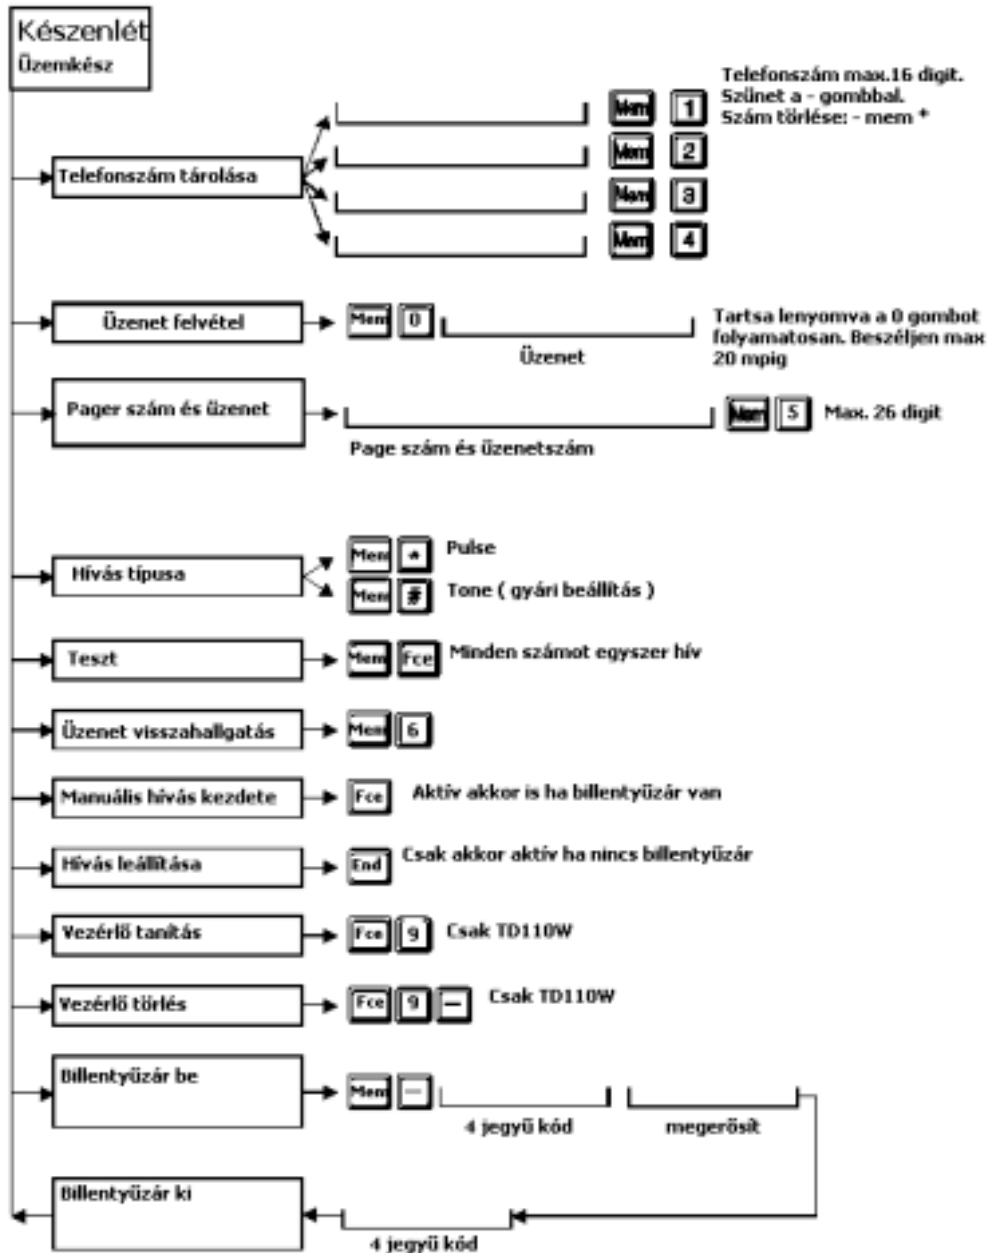 Készenlét
Üzemkész
Telefonszám max.16 digit.
Szünet a - gombbal.
Szám törlése: - mem *
Mem 1
Mem 2
Telefonszám tárolása
Mem 3
Mem 4
Üzenet felvétel
Mem 0
Üzenet
Tartsa lenyomva a 0 gombot
folyamatosan. Beszéljen max
20 mpig
Pager szám és üzenet
Mem 5 Max. 26 digit
Page szám és üzenetszám
Hívás típusa
Mem * Pulse
Mem # Tone ( gyári beállítás )
Teszt
Mem Fce Minden számot egyszer hív
Üzenet visszahallgatás
Mem 6
Manuális hívás kezdete
Fce Aktív akkor is ha billentyűzár van
Hívás leállítása
End Csak akkor aktív ha nincs billentyűzár
Vezérlő tanítás
Fce 9 Csak TD110W
Vezérlő törlés
Fce 9 — Csak TD110W
Billentyűzár be
Mem —
4 jegyű kód megerősít
Billentyűzár ki
4 jegyű kód